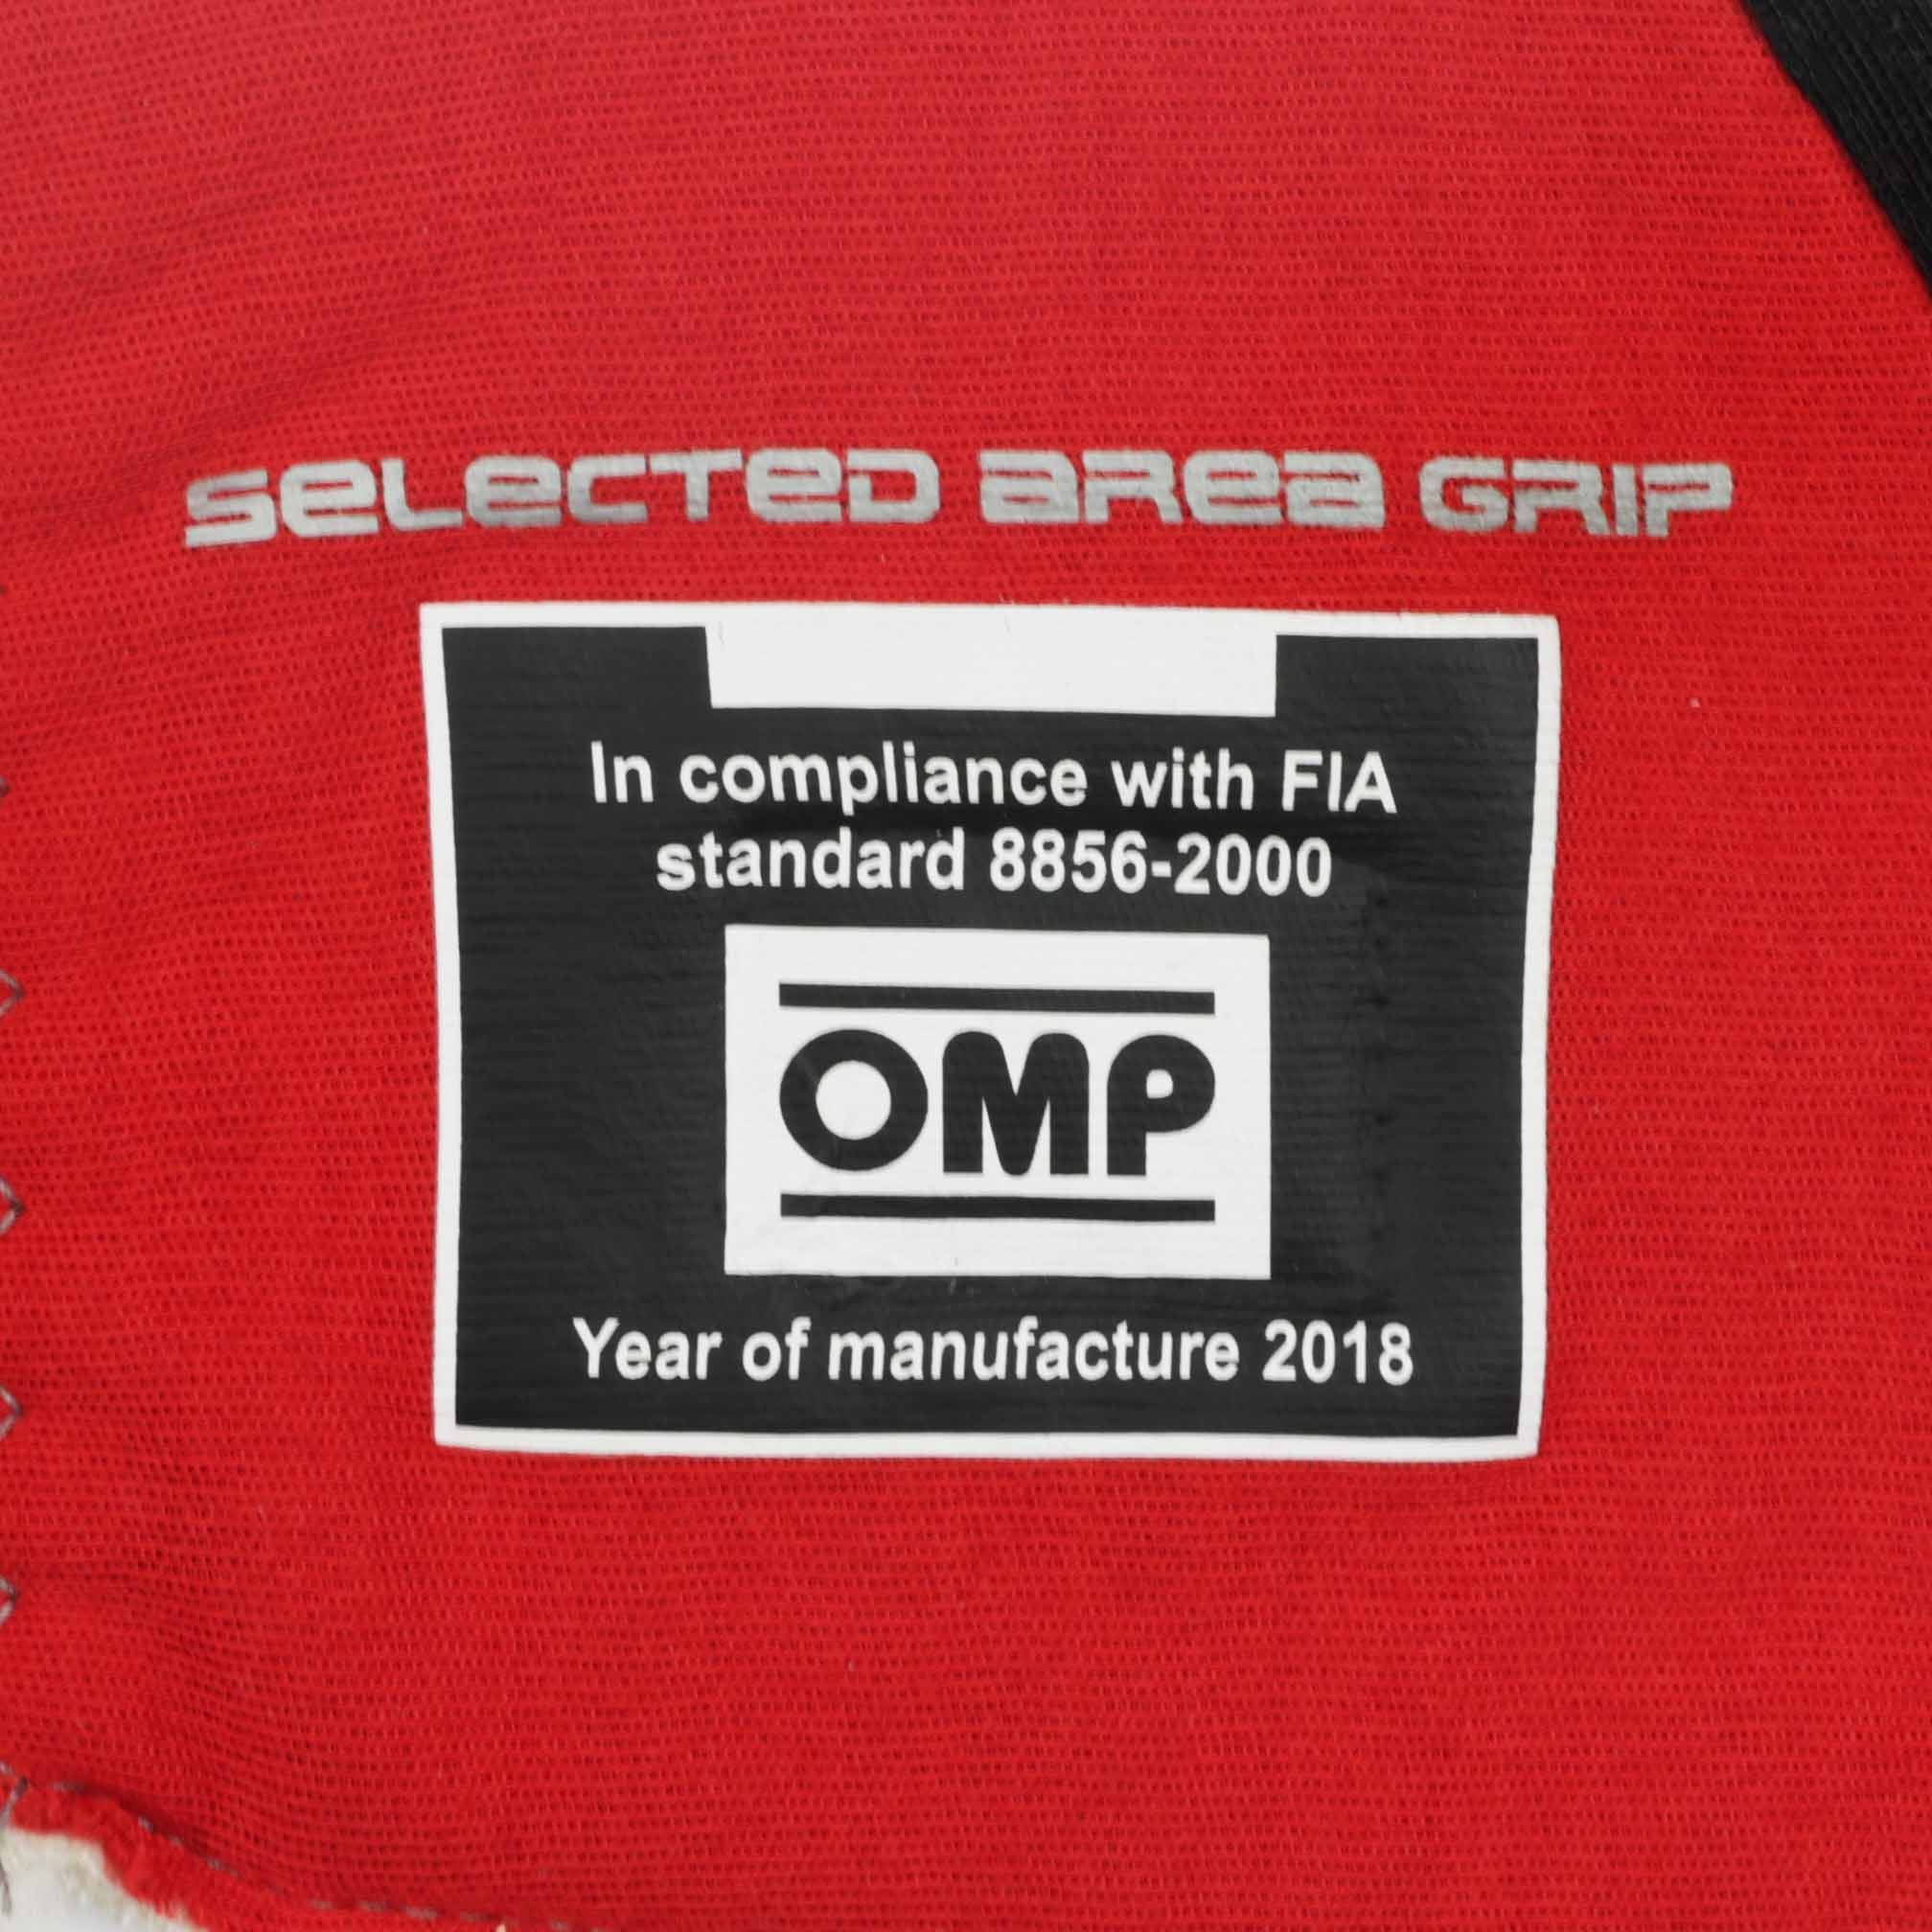 SELECTED AREA GRIP
In compliance with FIA
standard 8856-2000
OMP
Year of manufacture 2018